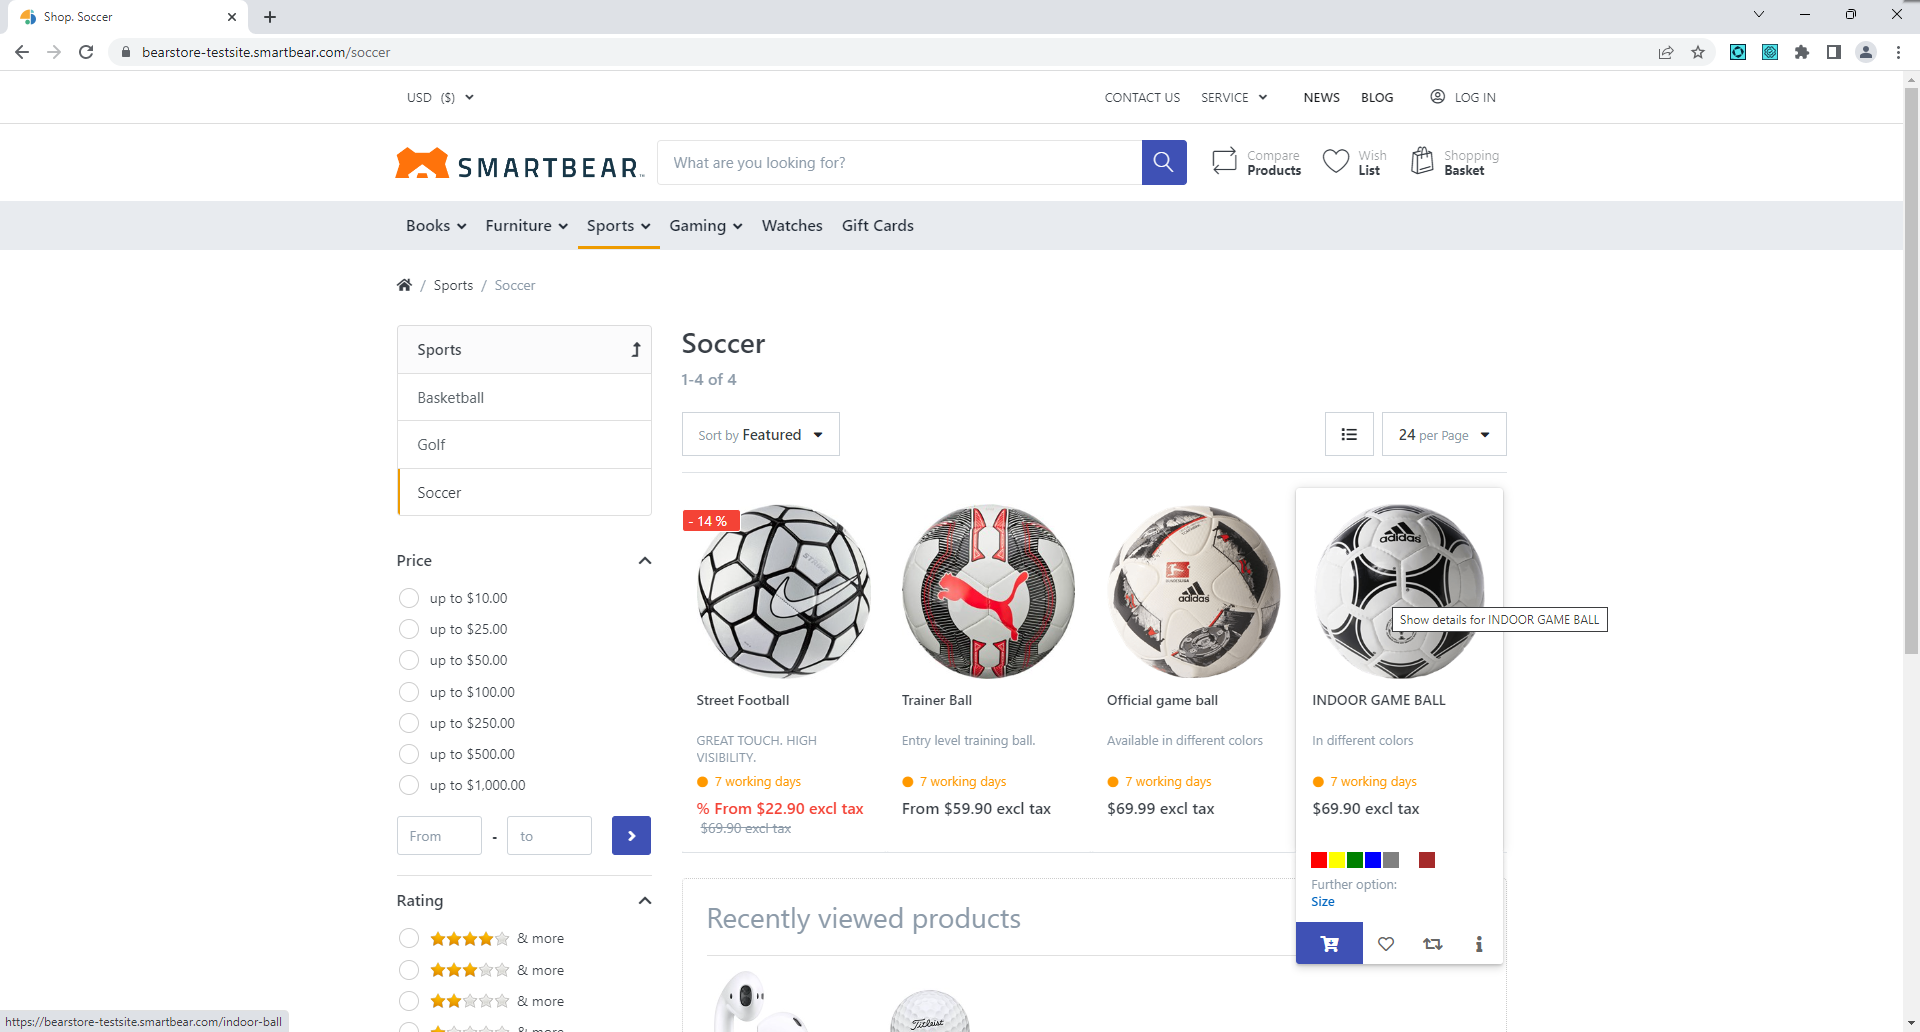 Shop. Soccer
bearstore-testsite.smartbear.com/soccer
USD ($)
CONTACT US SERVICE NEWS BLOG LOG IN
SMARTBEAR
What are you looking for?
Compare
Products
Wish
List
Shopping
Basket
Books Furniture Sports Gaming Watches Gift Cards
/ Sports / Soccer
Sports
Basketball
Golf
Soccer
Price
up to $10.00
up to $25.00
up to $50.00
up to $100.00
up to $250.00
up to $500.00
up to $1,000.00
From - to
Rating
& more
& more
& more
& more
Soccer
1-4 of 4
Sort by Featured
24 per Page
- 14 %
adidas
adidas
Show details for INDOOR GAME BALL
Street Football
GREAT TOUCH. HIGH
VISIBILITY.
7 working days
% From $22.90 excl tax
$69.90 excl tax
Trainer Ball
Entry level training ball.
7 working days
From $59.90 excl tax
Official game ball
Available in different colors
7 working days
$69.99 excl tax
INDOOR GAME BALL
In different colors
7 working days
$69.90 excl tax
Further option:
Size
Recently viewed products
Titleist
https://bearstore-testsite.smartbear.com/indoor-ball